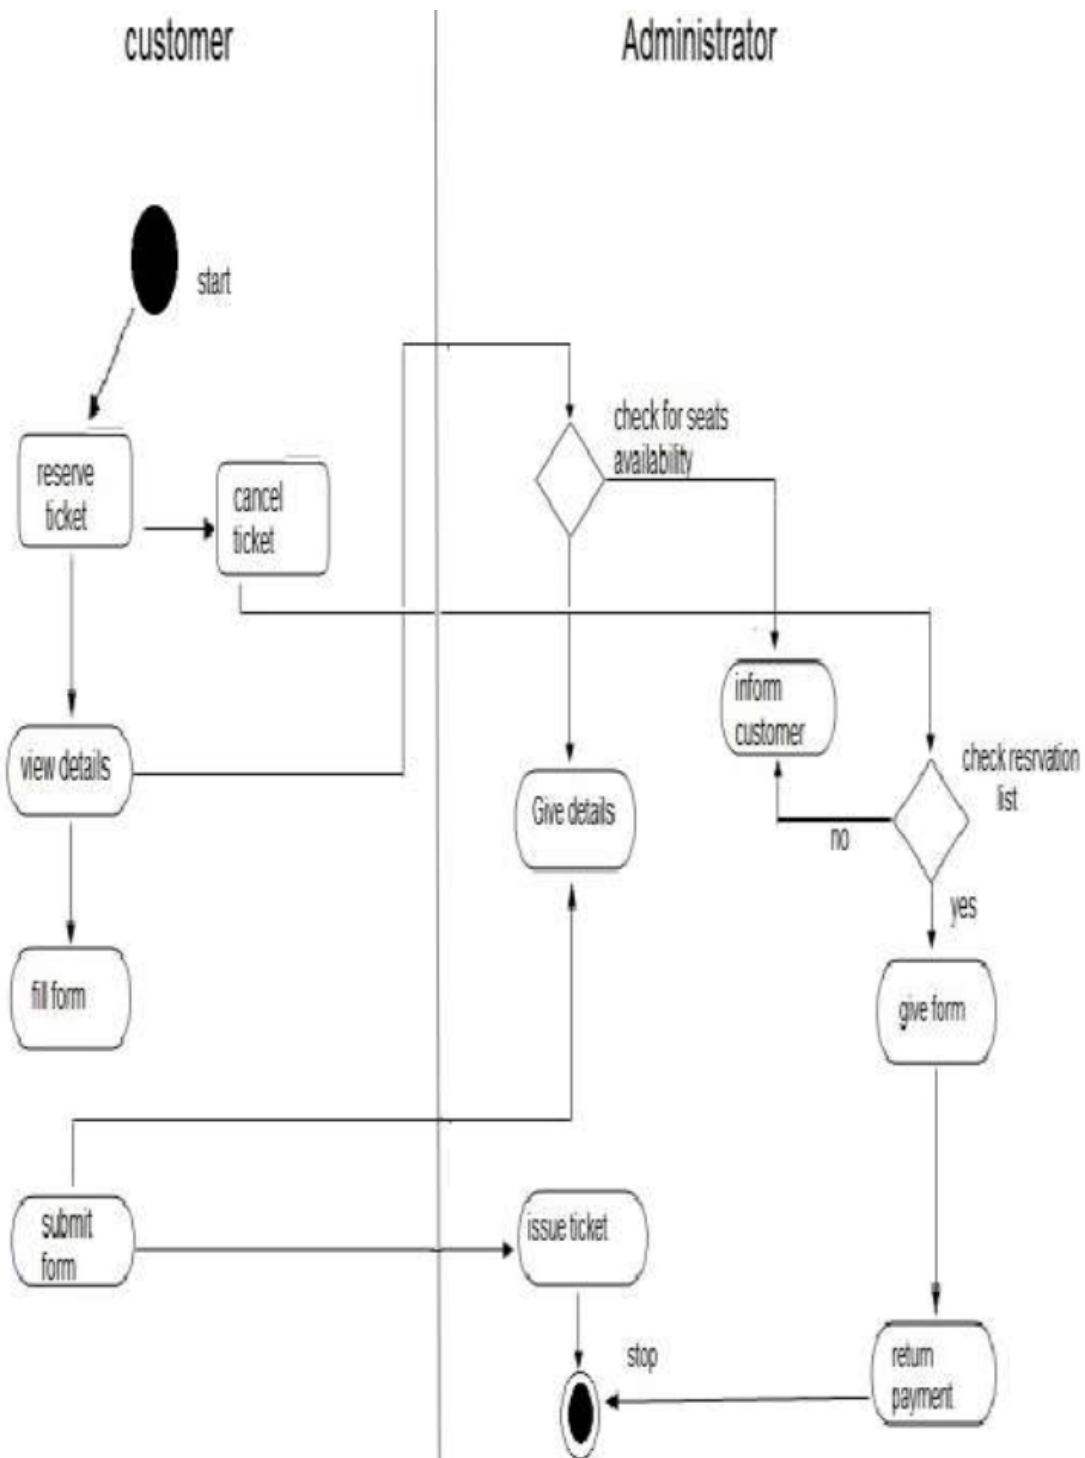 customer
Administrator
start
check for seats
availability
reserve
ticket
cancel
ticket
inform
customer
view details
check resrvation
list
Give details
no
yes
fill form
give form
submit
form
issue ticket
stop
return
payment